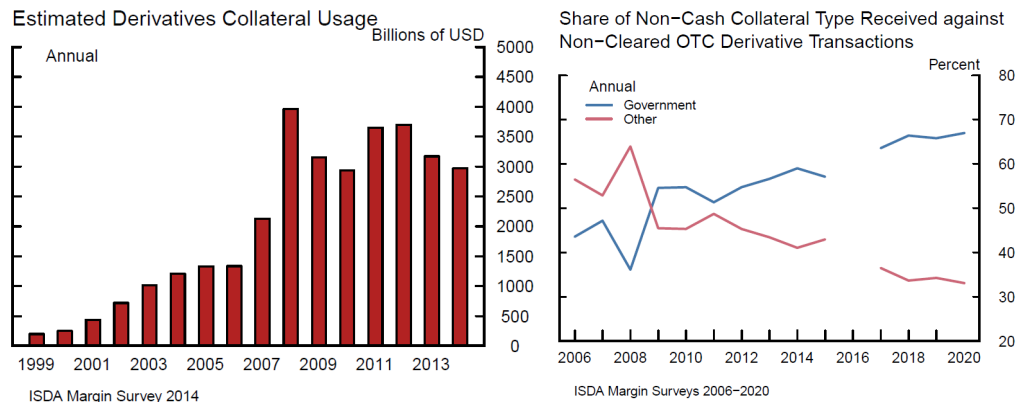 Estimated Derivatives Collateral Usage
Billions of USD
Annual
5000
4500
4000
3500
3000
2500
2000
1500
1000
500
0
1999 2001 2003 2005 2007 2009 2011 2013
ISDA Margin Survey 2014
Share of Non−Cash Collateral Type Received against
Non−Cleared OTC Derivative Transactions
Percent
Annual
Government
Other
80
70
60
50
40
30
20
2006 2008 2010 2012 2014 2016 2018 2020
ISDA Margin Surveys 2006−2020